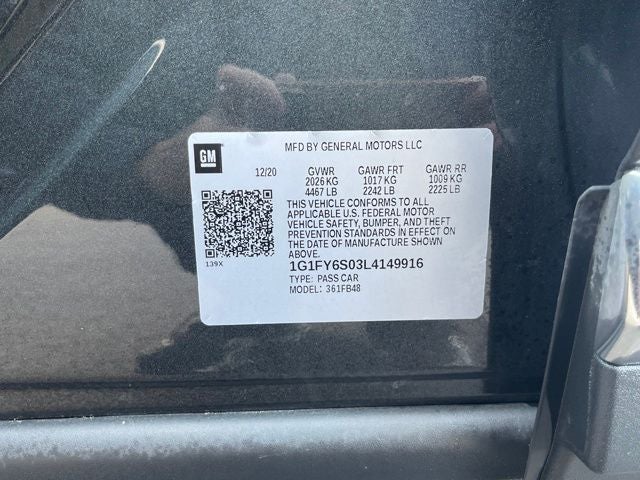 GM
MFD BY GENERAL MOTORS LLC
12/20 GVWR GAWR FRT GAWR RR
2026 KG 1017 KG 1009 KG
4467 LB 2242 LB 2225 LB
THIS VEHICLE CONFORMS TO ALL
APPLICABLE U.S. FEDERAL MOTOR
VEHICLE SAFETY, BUMPER, AND THEFT
PREVENTION STANDARDS IN EFFECT ON
THE DATE OF MANUFACTURE SHOWN
ABOVE.
139X
1G1FY6S03L4149916
TYPE: PASS CAR
MODEL: 361FB48